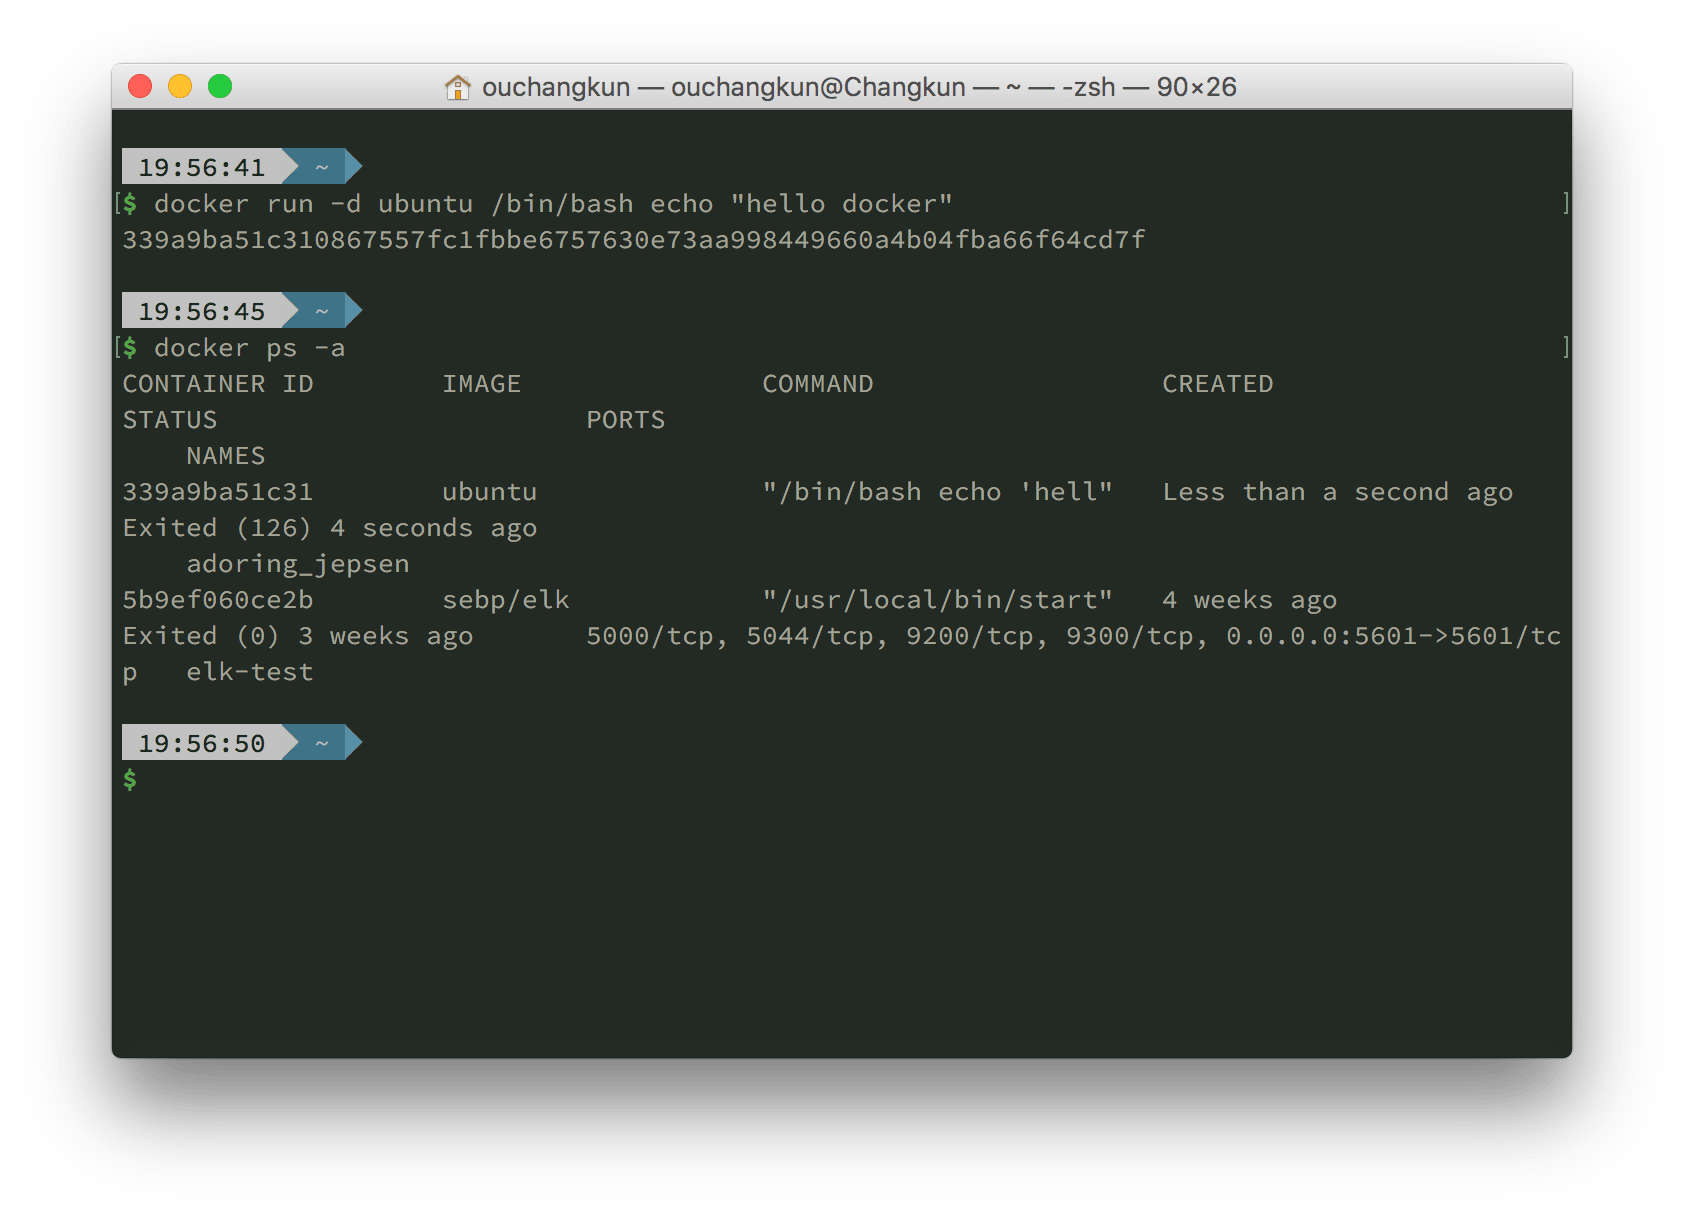 ouchangkun — ouchangkun@Changkun — ~ — -zsh — 90×26
19:56:41 ~
[$ docker run -d ubuntu /bin/bash echo "hello docker" ]
339a9ba51c310867557fc1fbbe6757630e73aa998449660a4b04fba66f64cd7f
19:56:45 ~
[$ docker ps -a ]
CONTAINER ID IMAGE COMMAND CREATED
STATUS PORTS
NAMES
339a9ba51c31 ubuntu "/bin/bash echo 'hell" Less than a second ago
Exited (126) 4 seconds ago
adoring_jepsen
5b9ef060ce2b sebp/elk "/usr/local/bin/start" 4 weeks ago
Exited (0) 3 weeks ago 5000/tcp, 5044/tcp, 9200/tcp, 9300/tcp, 0.0.0.0:5601->5601/tc
p elk-test
19:56:50 ~
$